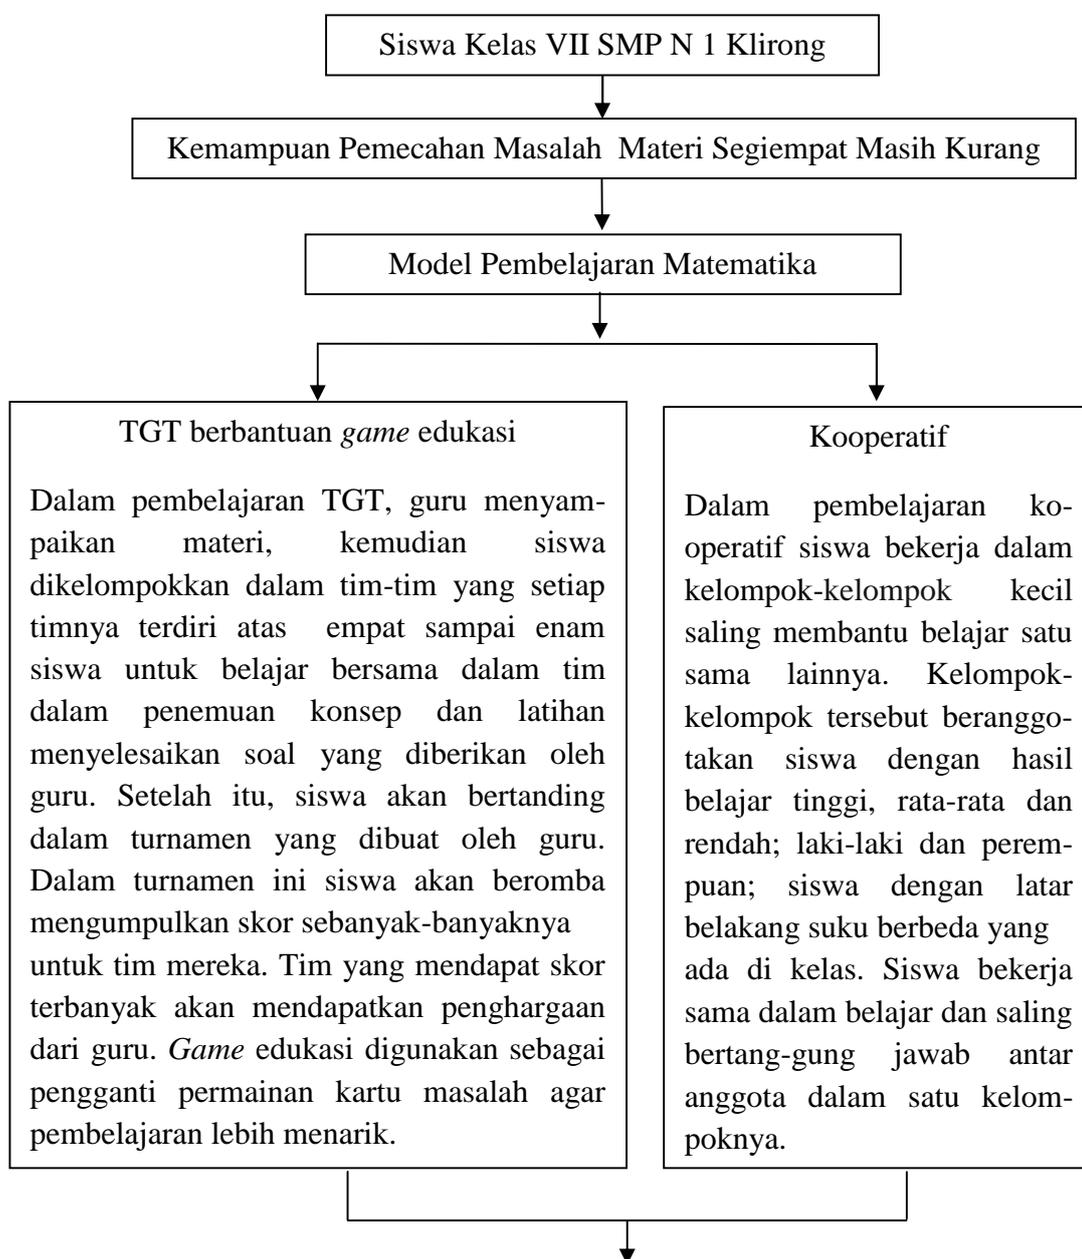 Siswa Kelas VII SMP N 1 Klirong
Kemampuan Pemecahan Masalah Materi Segiempat Masih Kurang
Model Pembelajaran Matematika
TGT berbantuan game edukasi
Dalam pembelajaran TGT, guru menyam-
paikan materi, kemudian siswa
dikelompokkan dalam tim-tim yang setiap
timnya terdiri atas empat sampai enam
siswa untuk belajar bersama dalam tim
dalam penemuan konsep dan latihan
menyelesaikan soal yang diberikan oleh
guru. Setelah itu, siswa akan bertanding
dalam turnamen yang dibuat oleh guru.
Dalam turnamen ini siswa akan beromba
mengumpulkan skor sebanyak-banyaknya
untuk tim mereka. Tim yang mendapat skor
terbanyak akan mendapatkan penghargaan
dari guru. Game edukasi digunakan sebagai
pengganti permainan kartu masalah agar
pembelajaran lebih menarik.
Kooperatif
Dalam pembelajaran ko-
operatif siswa bekerja dalam
kelompok-kelompok kecil
saling membantu belajar satu
sama lainnya. Kelompok-
kelompok tersebut beranggo-
takan siswa dengan hasil
belajar tinggi, rata-rata dan
rendah; laki-laki dan perem-
puan; siswa dengan latar
belakang suku berbeda yang
ada di kelas. Siswa bekerja
sama dalam belajar dan saling
bertang-gung jawab antar
anggota dalam satu kelom-
poknya.